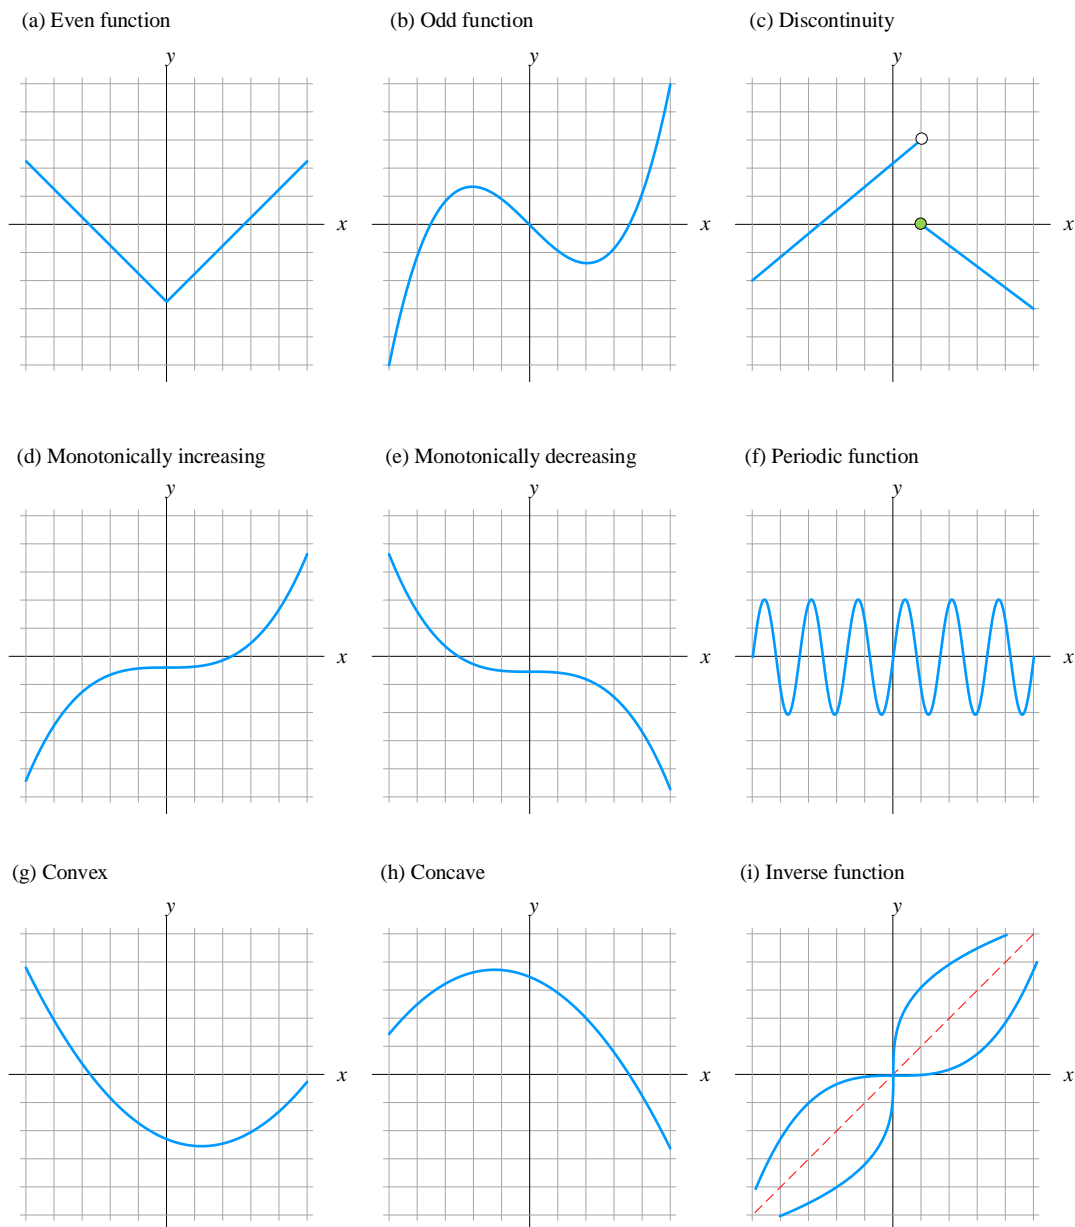 (a) Even function
(b) Odd function
(c) Discontinuity
y
y
y
x
x
x
(d) Monotonically increasing
(e) Monotonically decreasing
(f) Periodic function
y
y
y
x
x
x
(g) Convex
(h) Concave
(i) Inverse function
y
y
y
x
x
x